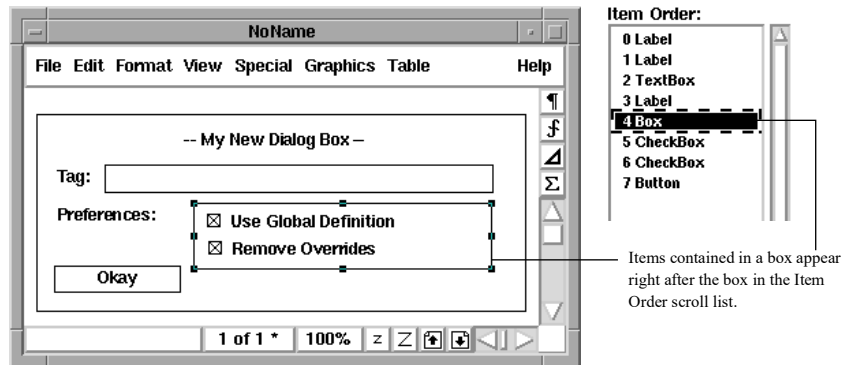 NoName
File Edit Format View Special Graphics Table Help
-- My New Dialog Box –
Tag:
Preferences:
Use Global Definition
Remove Overrides
Okay
1 of 1 * 100% z Z
¶
∮
Σ
Item Order:
0 Label
1 Label
2 TextBox
3 Label
4 Box
5 CheckBox
6 CheckBox
7 Button
Items contained in a box appear
right after the box in the Item
Order scroll list.